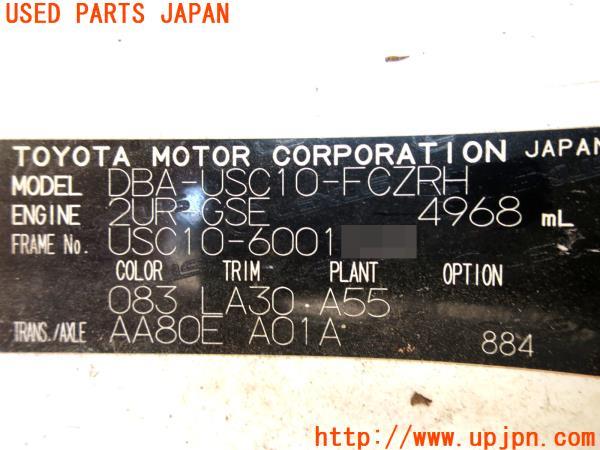 USED PARTS JAPAN
TOYOTA MOTOR CORPORATION JAPAN
MODEL DBA-USC10-FCZRH
ENGINE 2UR-GSE 4968 mL
FRAME No. USC10-6001
COLOR TRIM PLANT OPTION
083 LA30 A55
TRANS./AXLE AA80E A01A 884
http://www.upjpn.com